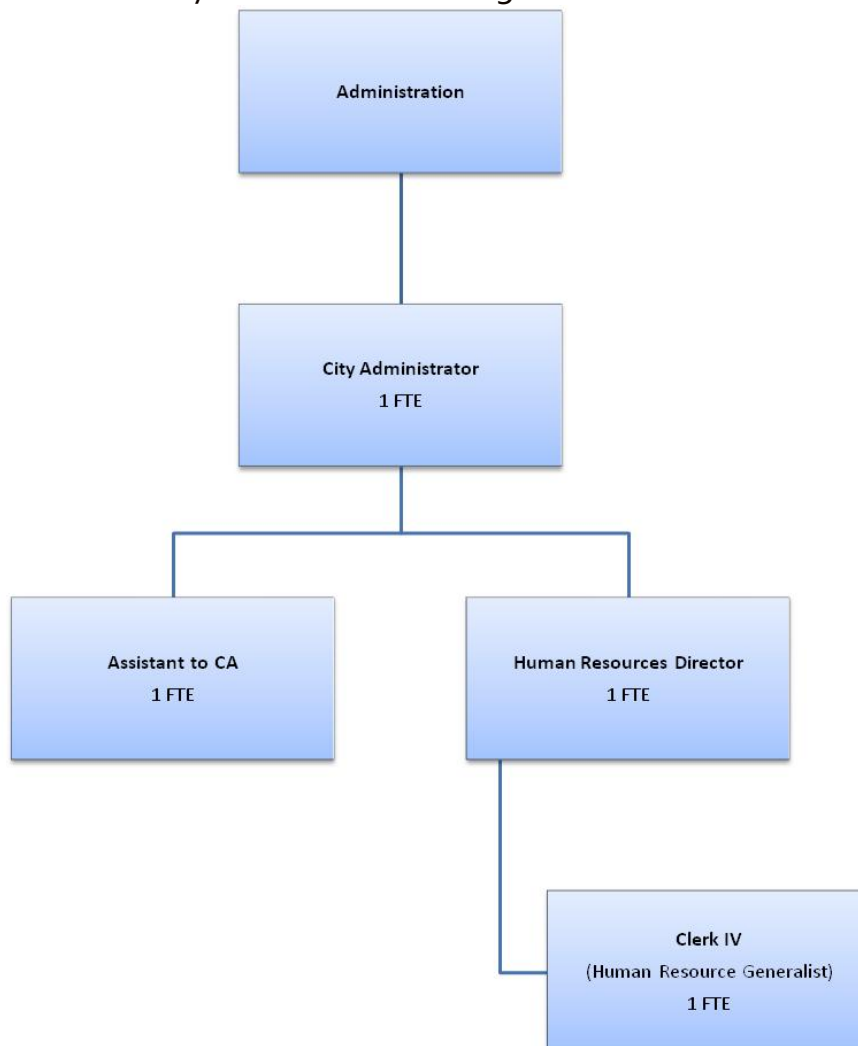 Administration
City Administrator
1 FTE
Assistant to CA
1 FTE
Human Resources Director
1 FTE
Clerk IV
(Human Resource Generalist)
1 FTE